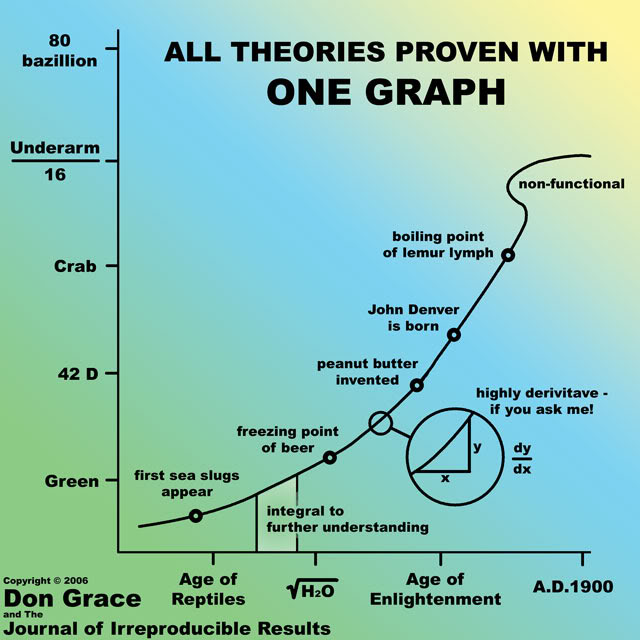 ALL THEORIES PROVEN WITH
ONE GRAPH
80
bazillion
Underarm
16
Crab
42 D
Green
non-functional
boiling point
of lemur lymph
John Denver
is born
peanut butter
invented
highly derivitave -
if you ask me!
freezing point
of beer
y
x
dy
dx
first sea slugs
appear
integral to
further understanding
Age of
Reptiles
√H₂O
Age of
Enlightenment
A.D.1900
Copyright © 2006
Don Grace
and The
Journal of Irreproducible Results